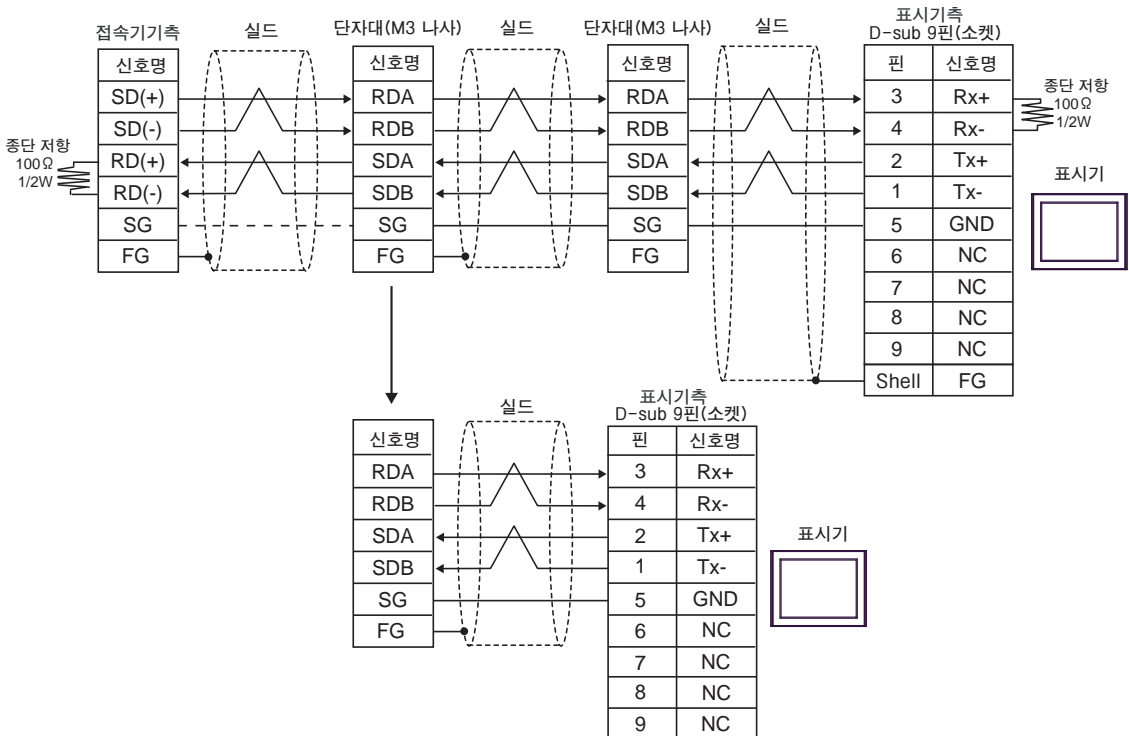 접속기기측
신호명
SD(+)
SD(-)
RD(+)
RD(-)
SG
FG
종단 저항
100Ω
1/2W
실드
단자대(M3 나사)
신호명
RDA
RDB
SDA
SDB
SG
FG
실드
단자대(M3 나사)
신호명
RDA
RDB
SDA
SDB
SG
FG
실드
표시기측
D-sub 9핀(소켓)
핀 신호명
3 Rx+
4 Rx-
2 Tx+
1 Tx-
5 GND
6 NC
7 NC
8 NC
9 NC
Shell FG
종단 저항
100Ω
1/2W
표시기
신호명
RDA
RDB
SDA
SDB
SG
FG
실드
표시기측
D-sub 9핀(소켓)
핀 신호명
3 Rx+
4 Rx-
2 Tx+
1 Tx-
5 GND
6 NC
7 NC
8 NC
9 NC
표시기